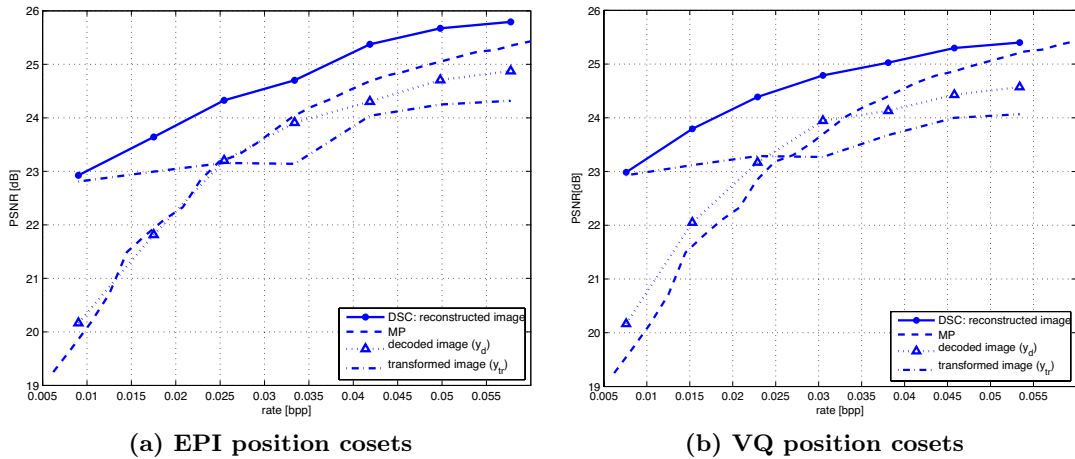 26
25
24
23
22
21
20
19
PSNR [dB]
0.005 0.01 0.015 0.02 0.025 0.03 0.035 0.04 0.045 0.05 0.055
rate [bpp]
DSC: reconstructed image
MP
decoded image (y_d)
transformed image (y_tr)
(a) EPI position cosets
26
25
24
23
22
21
20
19
PSNR[dB]
0.005 0.01 0.015 0.02 0.025 0.03 0.035 0.04 0.045 0.05 0.055
rate [bpp]
DSC: reconstructed image
MP
decoded image (y_d)
transformed image (y_tr)
(b) VQ position cosets